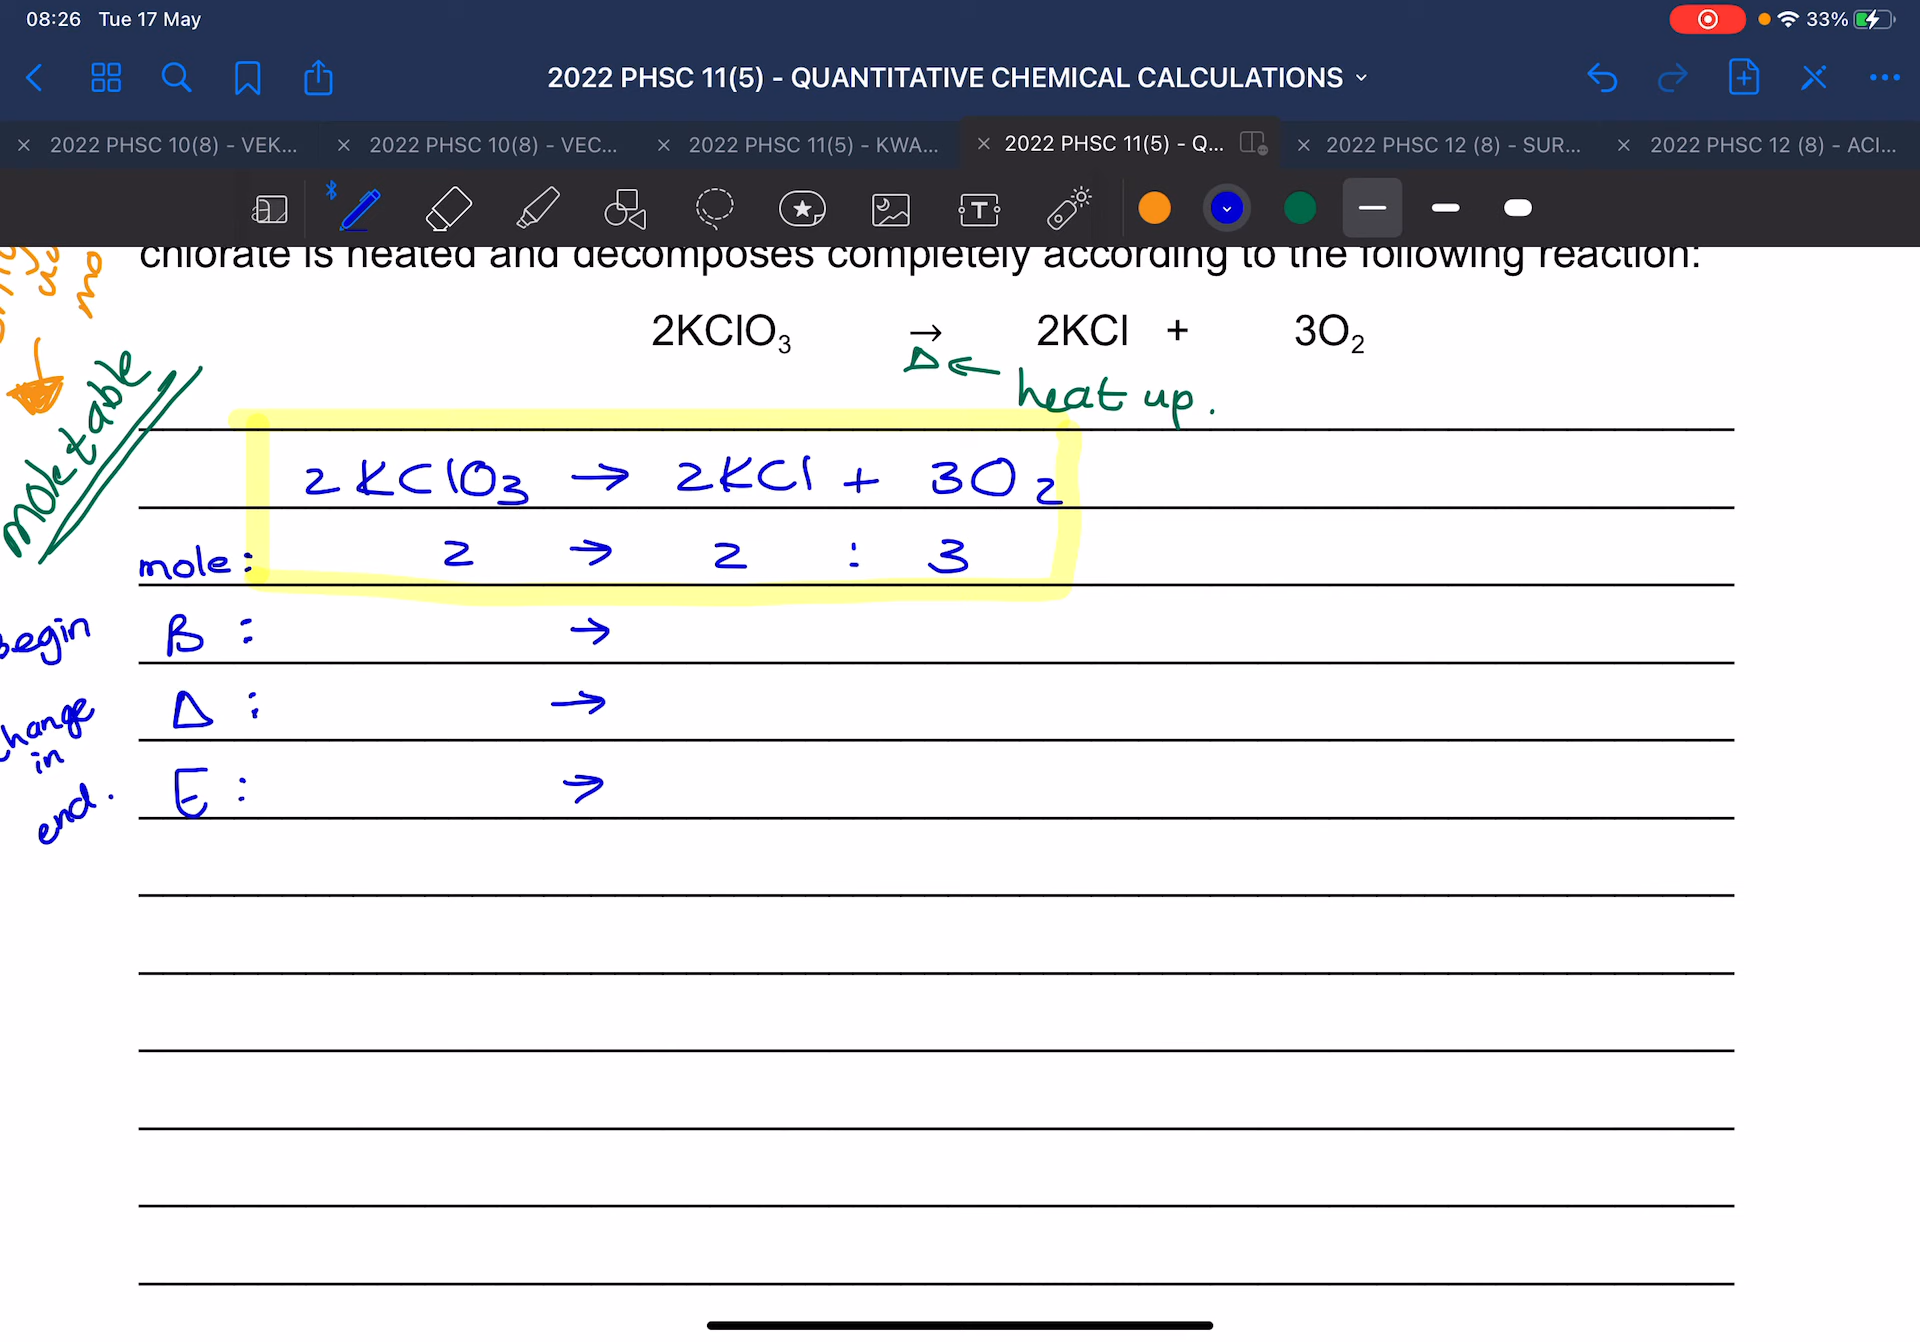 08:26 Tue 17 May
33%
2022 PHSC 11(5) - QUANTITATIVE CHEMICAL CALCULATIONS
2022 PHSC 10(8) - VEK...
2022 PHSC 10(8) - VEC...
2022 PHSC 11(5) - KWA...
2022 PHSC 11(5) - Q...
2022 PHSC 12 (8) - SUR...
2022 PHSC 12 (8) - ACI...
chlorate is heated and decomposes completely according to the following reaction:
2KClO₃ → 2KCl + 3O₂
Δ ← heat up.
mole table
2KClO₃ → 2KCl + 3O₂
mole: 2 → 2 : 3
Begin B: →
change in Δ: →
end. E: →